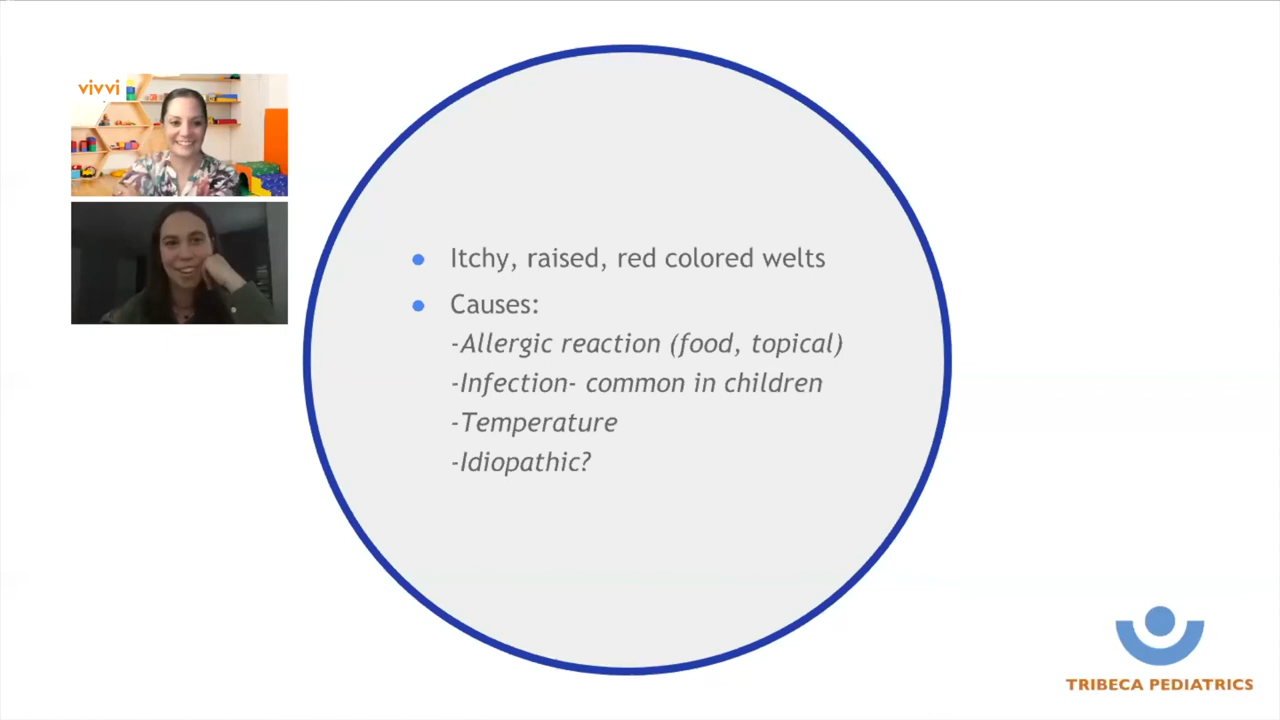 vivvi
Itchy, raised, red colored welts
Causes:
-Allergic reaction (food, topical)
-Infection- common in children
-Temperature
-Idiopathic?
TRIBECA PEDIATRICS